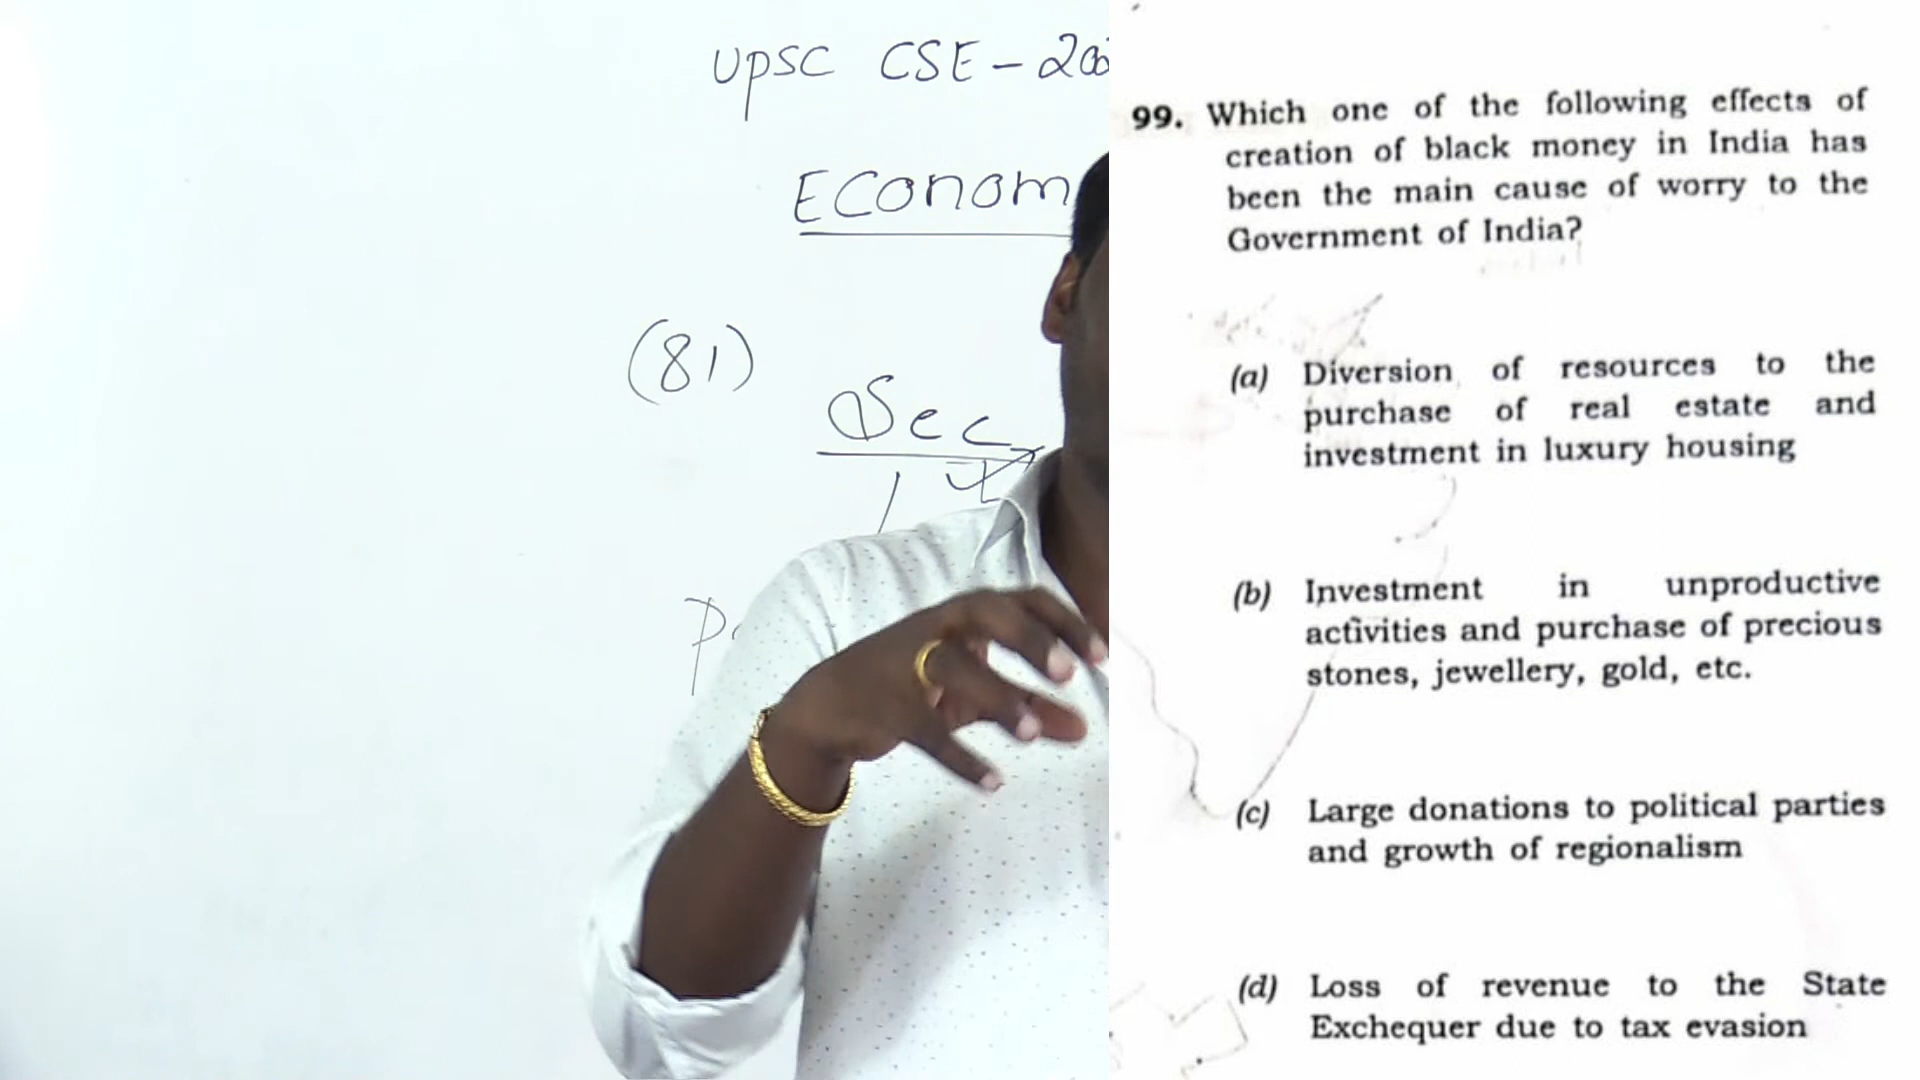 UPSC CSE - 20
ECONOM
(81)
Sec
99. Which one of the following effects of
creation of black money in India has
been the main cause of worry to the
Government of India?
(a) Diversion of resources to the
purchase of real estate and
investment in luxury housing
(b) Investment in unproductive
activities and purchase of precious
stones, jewellery, gold, etc.
(c) Large donations to political parties
and growth of regionalism
(d) Loss of revenue to the State
Exchequer due to tax evasion